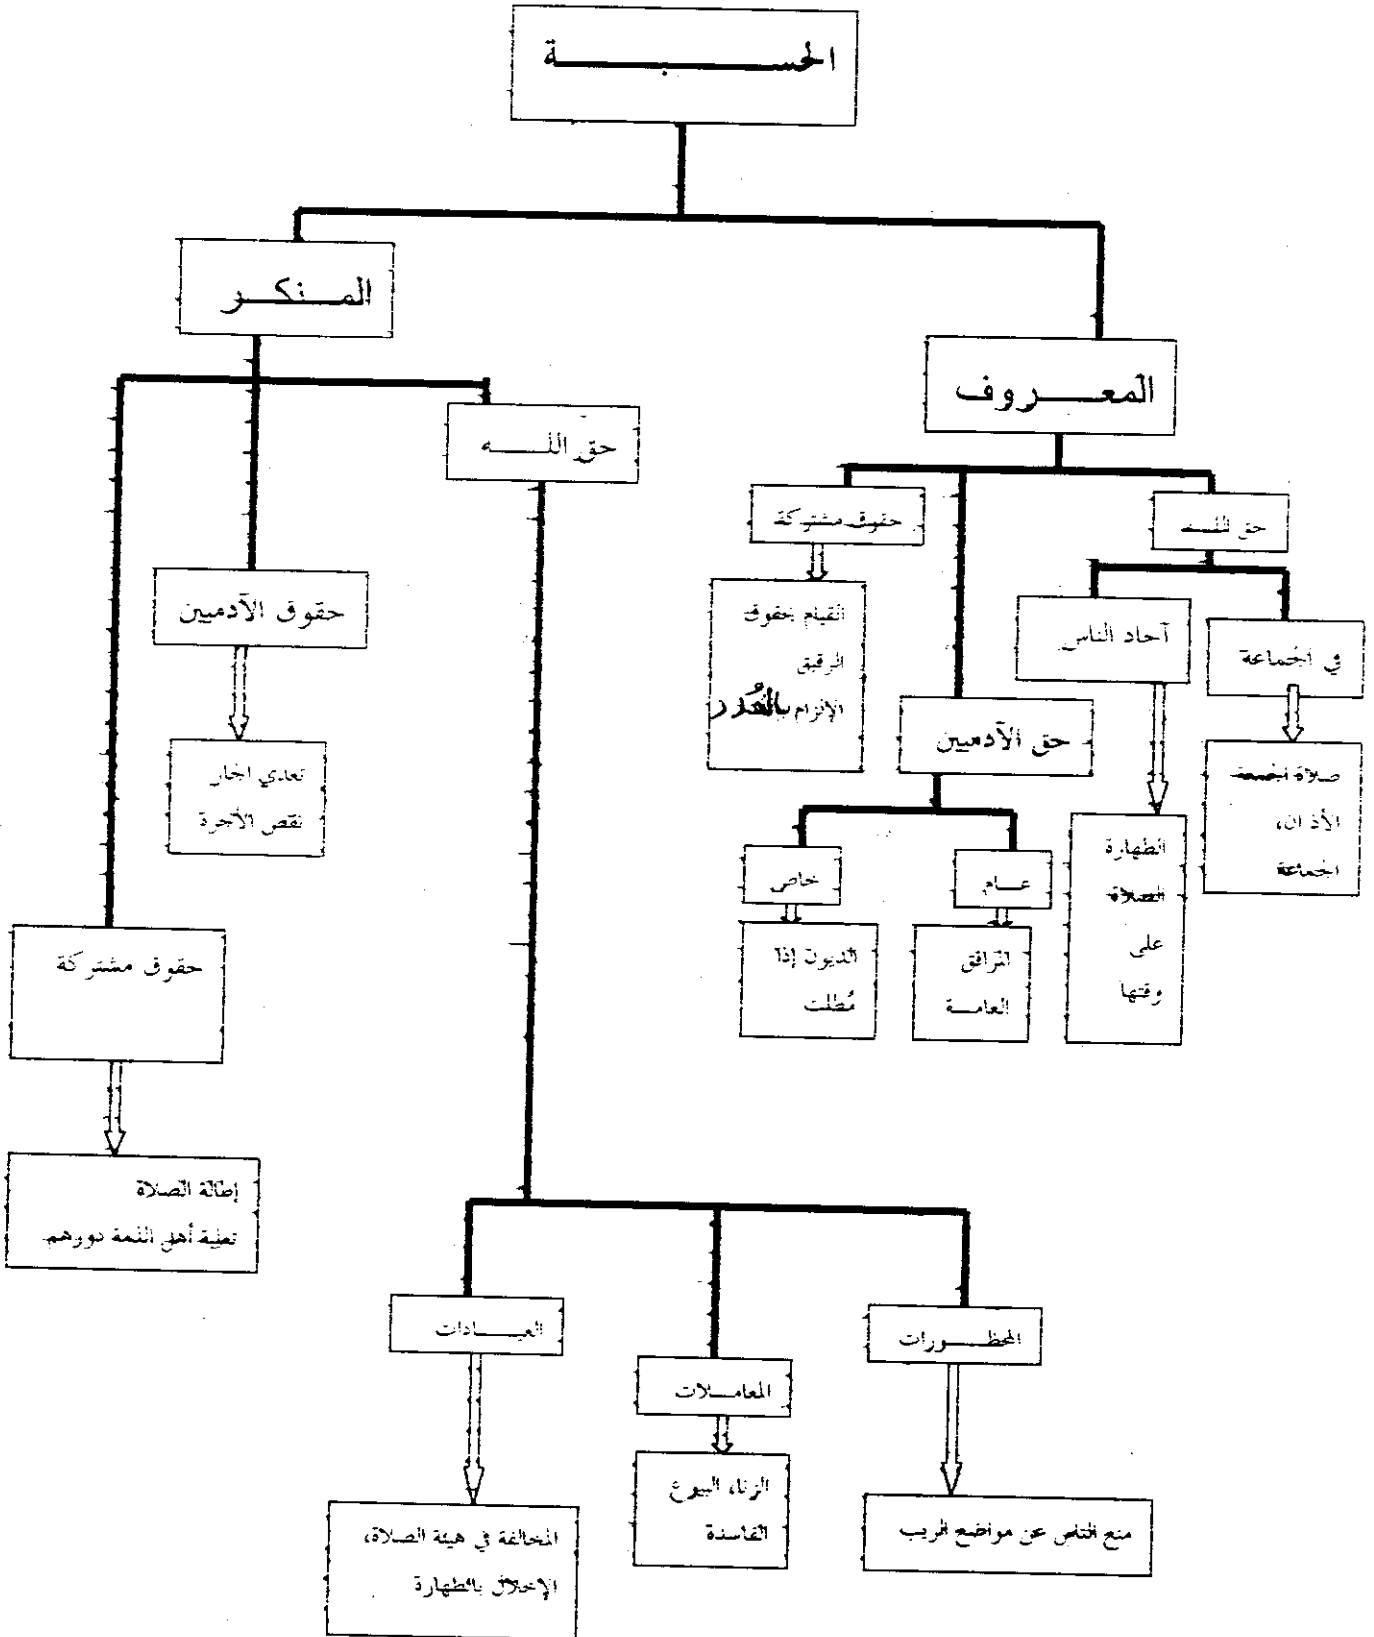 الحسبة
المعروف
حق الله
في الجماعة
صلاة الجمعة
الأذان،
الجماعة
آحاد الناس
الطهارة
الصلاة
على
وقتها
حق الآدميين
عام
المرافق
العامة
خاص
الديون إذا
مُطلت
حقوق مشتركة
القيام بحقوق
الرقيق
الإلزام
المنكر
حق الله
المحظورات
منع الناس عن مواضع الريب
المعاملات
الزنا، البيوع
الفاسدة
العبادات
المخالفة في هيئة الصلاة،
الإخلال بالطهارة
حقوق الآدميين
تعدي الجار
نقص الأجرة
حقوق مشتركة
إطالة الصلاة
تعلية أهل الذمة دورهم